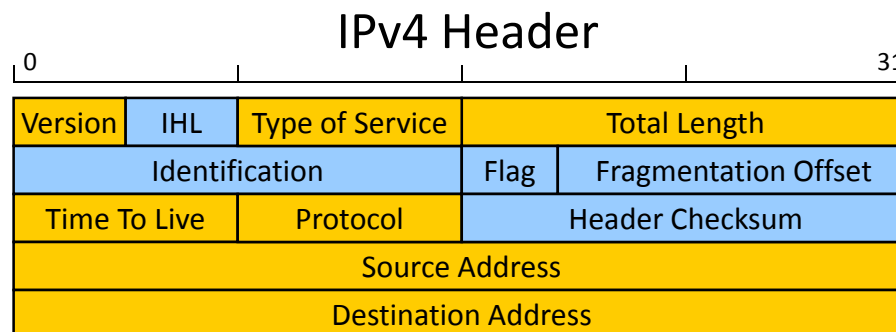 IPv4 Header
0 31
Version IHL Type of Service Total Length
Identification Flag Fragmentation Offset
Time To Live Protocol Header Checksum
Source Address
Destination Address